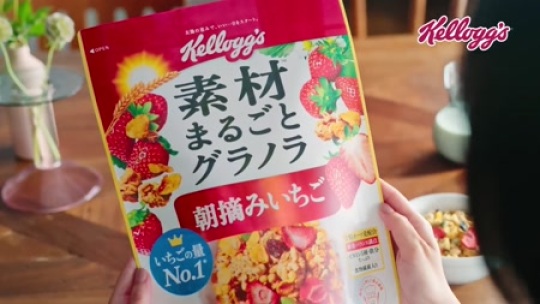 Kellogg's
OPEN
Kellogg's
素材
まるごと
グラノラ
朝摘みいちご
いちごの量
No.1